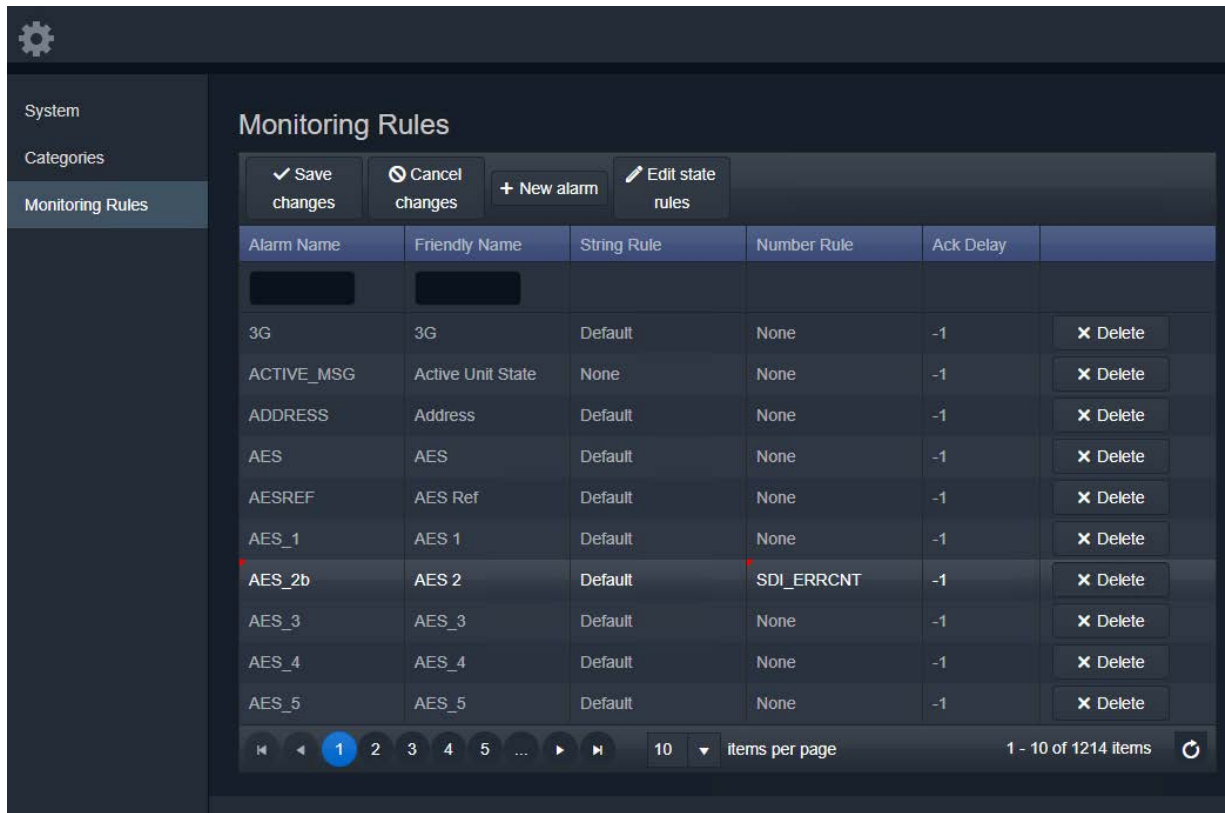 System
Categories
Monitoring Rules
Monitoring Rules
Save changes
Cancel changes
+ New alarm
Edit state rules
Alarm Name Friendly Name String Rule Number Rule Ack Delay
3G 3G Default None -1 Delete
ACTIVE_MSG Active Unit State None None -1 Delete
ADDRESS Address Default None -1 Delete
AES AES Default None -1 Delete
AESREF AES Ref Default None -1 Delete
AES_1 AES 1 Default None -1 Delete
AES_2b AES 2 Default SDI_ERRCNT -1 Delete
AES_3 AES_3 Default None -1 Delete
AES_4 AES_4 Default None -1 Delete
AES_5 AES_5 Default None -1 Delete
1 2 3 4 5 ... 10 items per page 1 - 10 of 1214 items